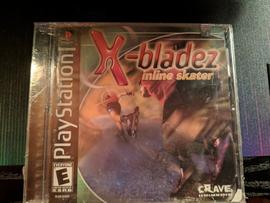 PlayStation
X-bladez
inline skater
EVERYONE
E
CRAVE